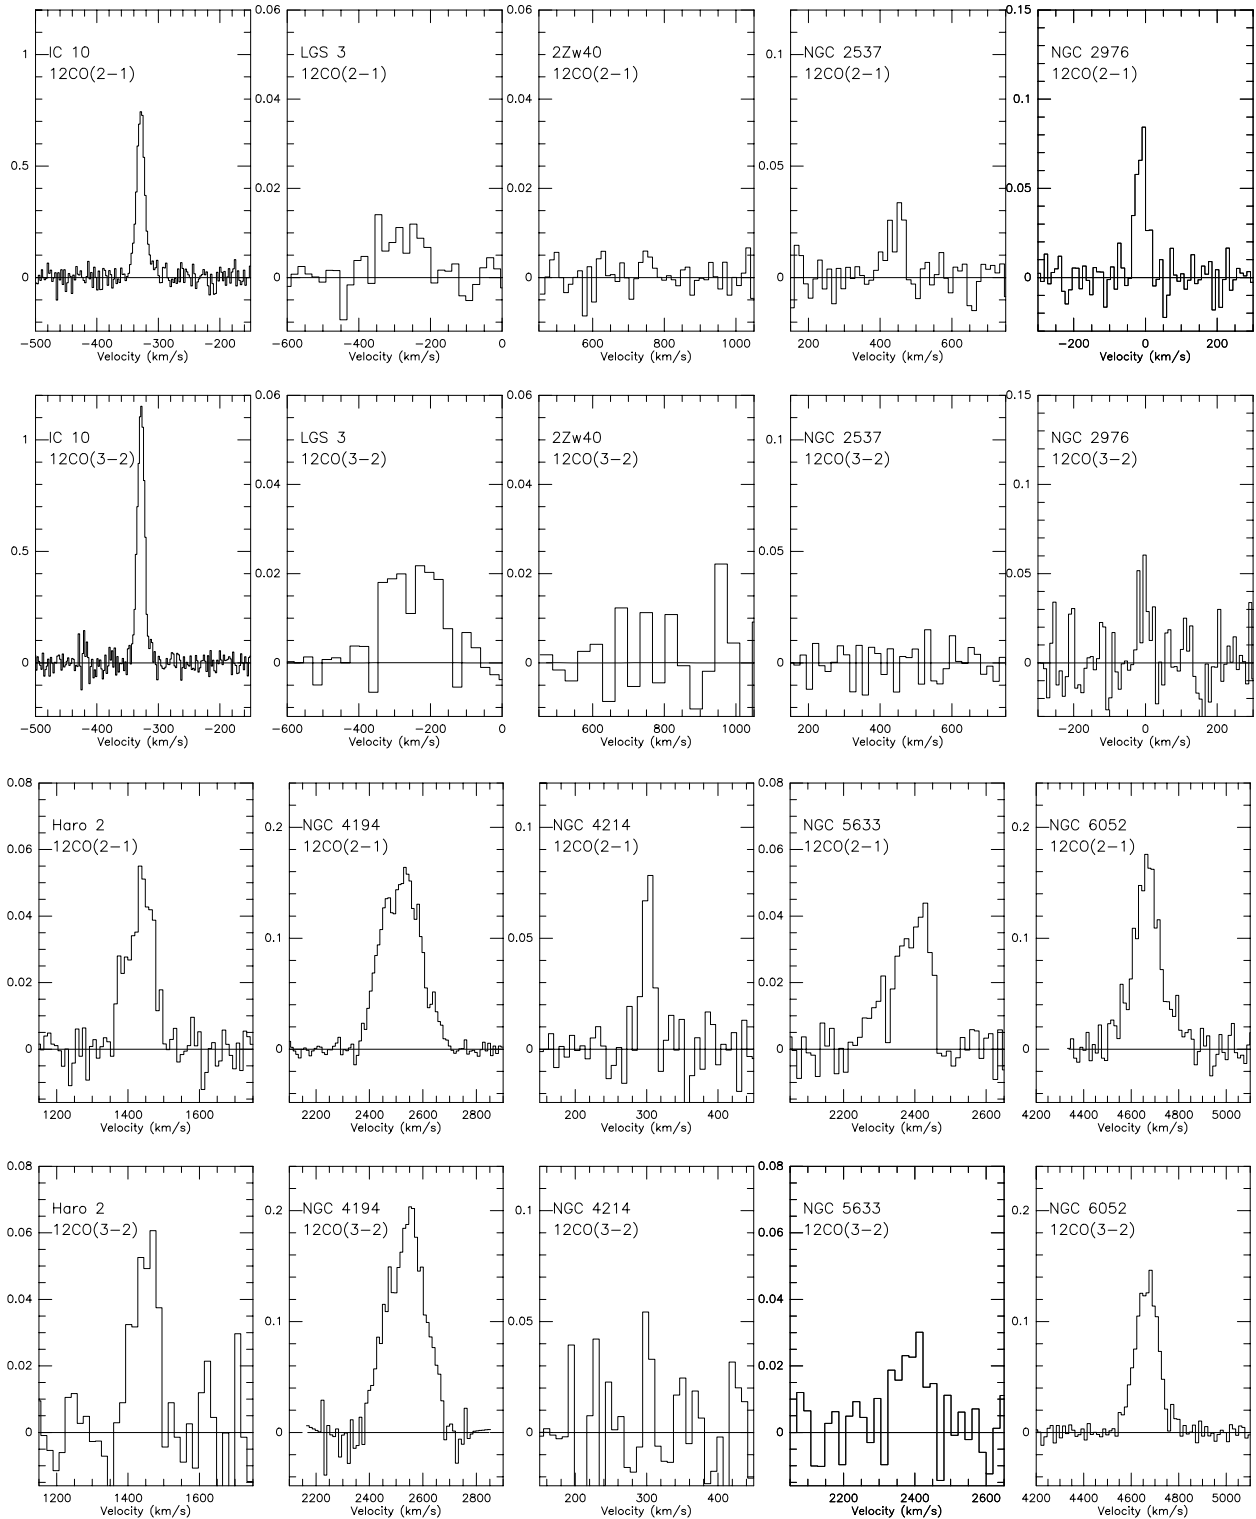 IC 10
12CO(2−1)
1
0.5
0
−500 −400 −300 −200
Velocity (km/s)
LGS 3
12CO(2−1)
0.06
0.04
0.02
0
−600 −400 −200 0
Velocity (km/s)
2Zw40
12CO(2−1)
0.06
0.04
0.02
0
600 800 1000
Velocity (km/s)
NGC 2537
12CO(2−1)
0.1
0.05
0
200 400 600
Velocity (km/s)
NGC 2976
12CO(2−1)
0.15
0.1
0.05
0
−200 0 200
Velocity (km/s)
IC 10
12CO(3−2)
1
0.5
0
−500 −400 −300 −200
Velocity (km/s)
LGS 3
12CO(3−2)
0.06
0.04
0.02
0
−600 −400 −200 0
Velocity (km/s)
2Zw40
12CO(3−2)
0.06
0.04
0.02
0
600 800 1000
Velocity (km/s)
NGC 2537
12CO(3−2)
0.1
0.05
0
200 400 600
Velocity (km/s)
NGC 2976
12CO(3−2)
0.15
0.1
0.05
0
−200 0 200
Velocity (km/s)
Haro 2
12CO(2−1)
0.08
0.06
0.04
0.02
0
1200 1400 1600
Velocity (km/s)
NGC 4194
12CO(2−1)
0.2
0.1
0
2200 2400 2600 2800
Velocity (km/s)
NGC 4214
12CO(2−1)
0.1
0.05
0
200 300 400
Velocity (km/s)
NGC 5633
12CO(2−1)
0.08
0.06
0.04
0.02
0
2200 2400 2600
Velocity (km/s)
NGC 6052
12CO(2−1)
0.2
0.1
0
4200 4400 4600 4800 5000
Velocity (km/s)
Haro 2
12CO(3−2)
0.08
0.06
0.04
0.02
0
1200 1400 1600
Velocity (km/s)
NGC 4194
12CO(3−2)
0.2
0.1
0
2200 2400 2600 2800
Velocity (km/s)
NGC 4214
12CO(3−2)
0.1
0.05
0
200 300 400
Velocity (km/s)
NGC 5633
12CO(3−2)
0.08
0.06
0.04
0.02
0
2200 2400 2600
Velocity (km/s)
NGC 6052
12CO(3−2)
0.2
0.1
0
4200 4400 4600 4800 5000
Velocity (km/s)